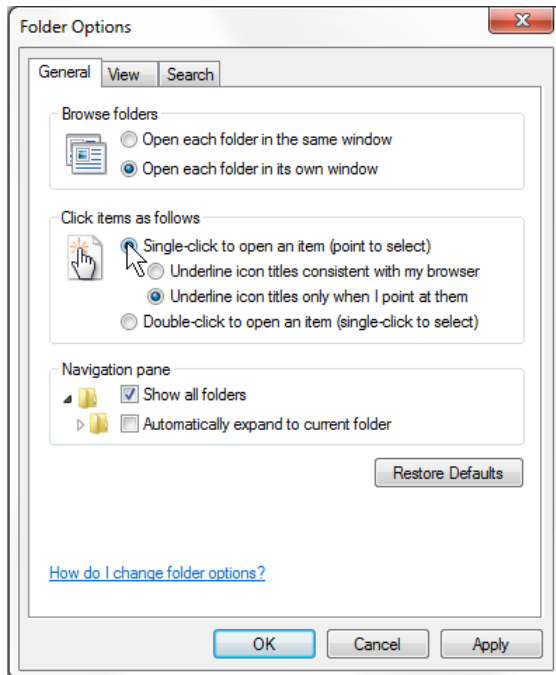 Folder Options
General View Search
Browse folders
Open each folder in the same window
Open each folder in its own window
Click items as follows
Single-click to open an item (point to select)
Underline icon titles consistent with my browser
Underline icon titles only when I point at them
Double-click to open an item (single-click to select)
Navigation pane
Show all folders
Automatically expand to current folder
Restore Defaults
How do I change folder options?
OK Cancel Apply